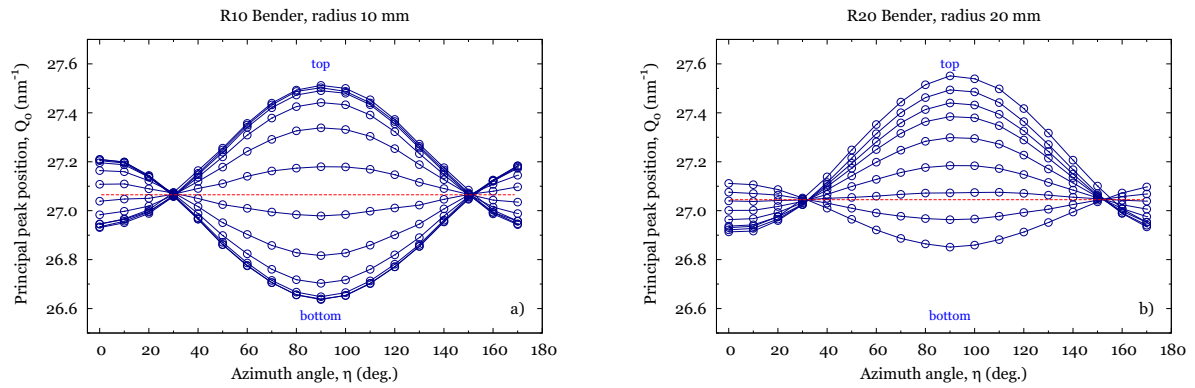 R10 Bender, radius 10 mm
Principal peak position, Q₀ (nm⁻¹)
27.6
27.4
27.2
27.0
26.8
26.6
top
bottom
a)
0 20 40 60 80 100 120 140 160 180
Azimuth angle, η (deg.)
R20 Bender, radius 20 mm
Principal peak position, Q₀ (nm⁻¹)
27.6
27.4
27.2
27.0
26.8
26.6
top
bottom
b)
0 20 40 60 80 100 120 140 160 180
Azimuth angle, η (deg.)